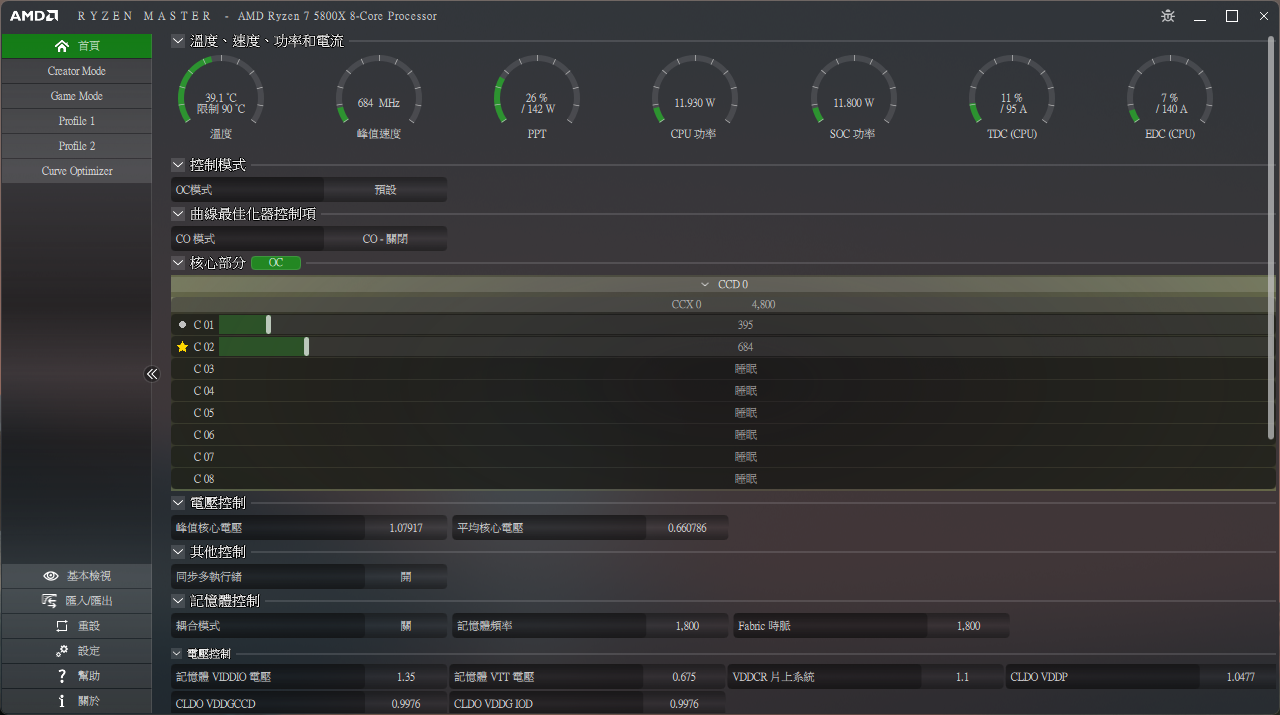 AMD RYZEN MASTER - AMD Ryzen 7 5800X 8-Core Processor
首頁
Creator Mode
Game Mode
Profile 1
Profile 2
Curve Optimizer
基本檢視
匯入/匯出
重設
設定
? 幫助
i 關於
溫度、速度、功率和電流
39.1 °C
限制 90 °C
溫度
684 MHz
峰值速度
26 %
/ 142 W
PPT
11.930 W
CPU 功率
11.800 W
SOC 功率
11 %
/ 95 A
TDC (CPU)
7 %
/ 140 A
EDC (CPU)
控制模式
OC模式 預設
曲線最佳化器控制項
CO 模式 CO - 關閉
核心部分 OC
CCD 0
CCX 0 4,800
C 01 395
C 02 684
C 03 睡眠
C 04 睡眠
C 05 睡眠
C 06 睡眠
C 07 睡眠
C 08 睡眠
電壓控制
峰值核心電壓 1.07917 平均核心電壓 0.660786
其他控制
同步多執行緒 開
記憶體控制
耦合模式 關 記憶體頻率 1,800 Fabric 時脈 1,800
電壓控制
記憶體 VIDDIO 電壓 1.35 記憶體 VTT 電壓 0.675 VDDCR 片上系統 1.1 CLDO VDDP 1.0477
CLDO VDDGCCD 0.9976 CLDO VDDG IOD 0.9976